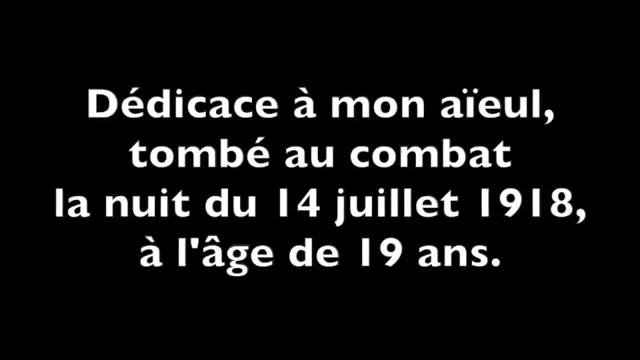 Dédicace à mon aïeul,
tombé au combat
la nuit du 14 juillet 1918,
à l'âge de 19 ans.